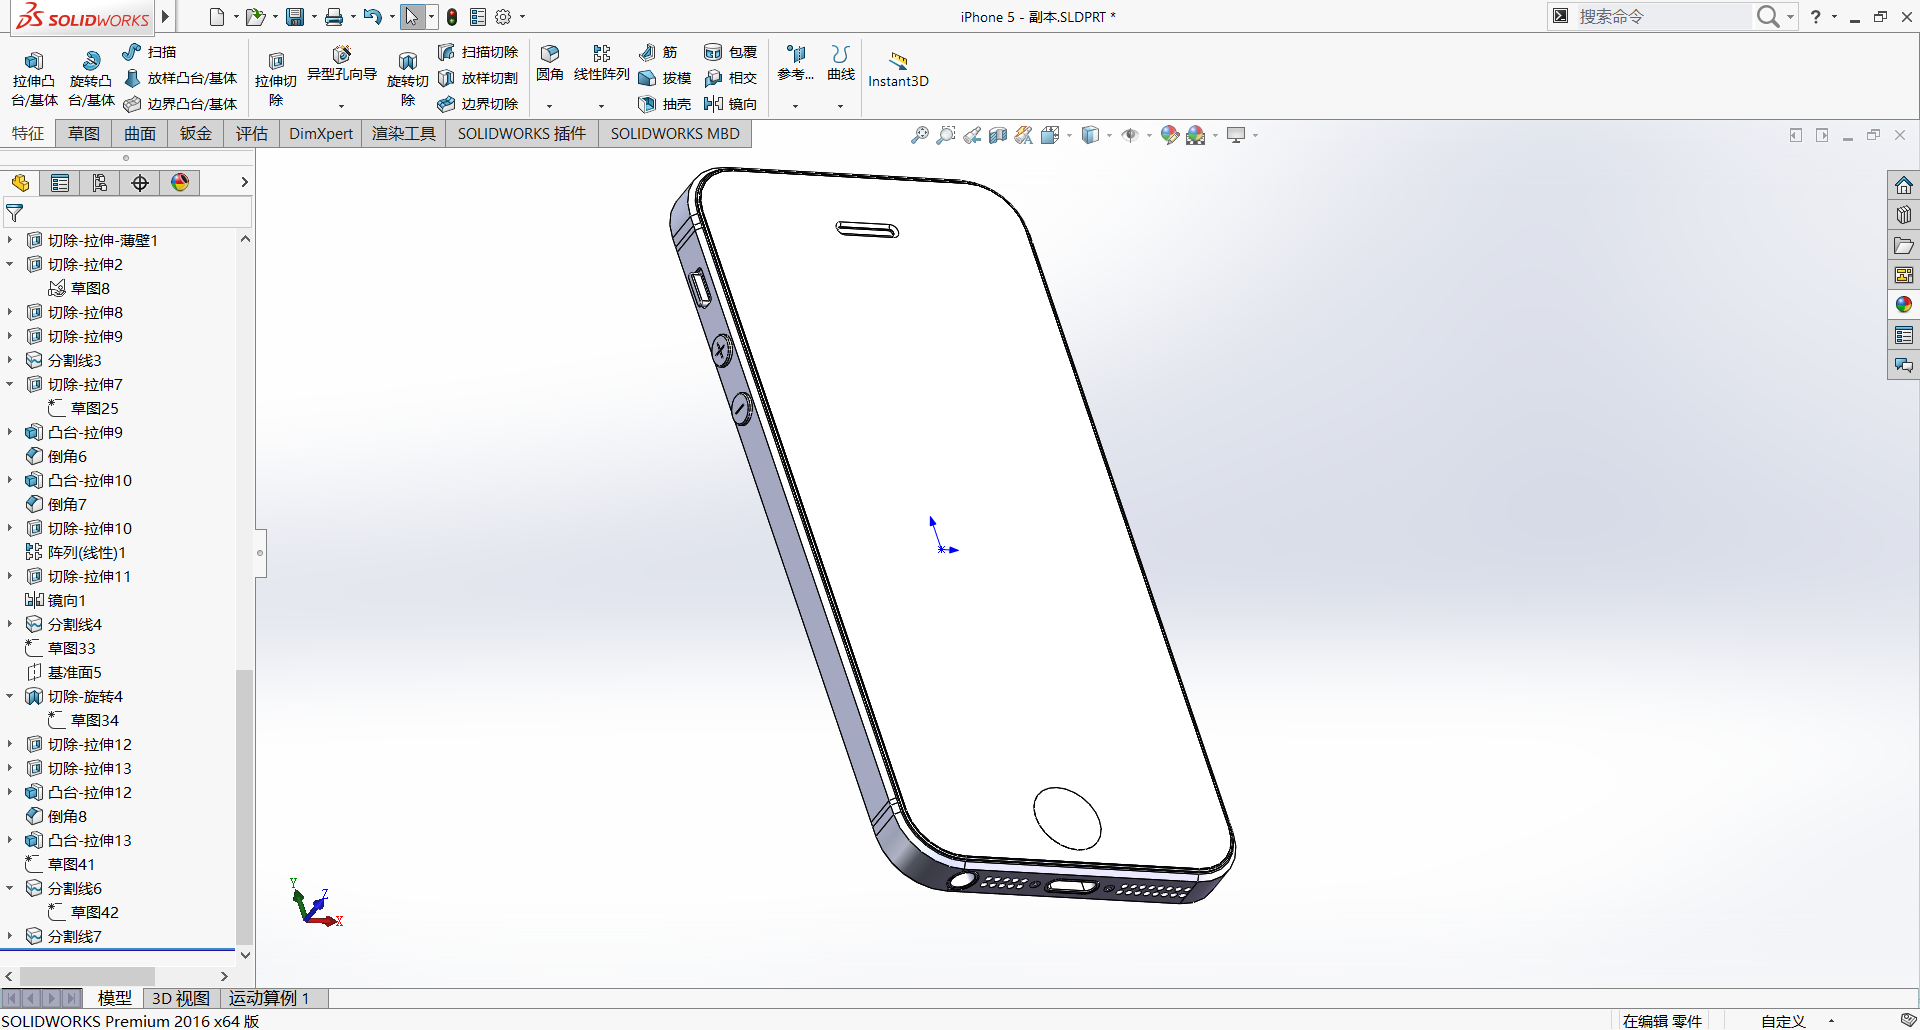 SOLIDWORKS
iPhone 5 - 副本.SLDPRT *
搜索命令
?
拉伸凸台/基体
旋转凸台/基体
扫描
放样凸台/基体
边界凸台/基体
拉伸切除
异型孔向导
旋转切除
扫描切除
放样切割
边界切除
圆角
线性阵列
筋
拔模
抽壳
包覆
相交
镜向
参考...
曲线
Instant3D
特征
草图
曲面
钣金
评估
DimXpert
渲染工具
SOLIDWORKS 插件
SOLIDWORKS MBD
切除-拉伸-薄壁1
切除-拉伸2
草图8
切除-拉伸8
切除-拉伸9
分割线3
切除-拉伸7
草图25
凸台-拉伸9
倒角6
凸台-拉伸10
倒角7
切除-拉伸10
阵列(线性)1
切除-拉伸11
镜向1
分割线4
草图33
基准面5
切除-旋转4
草图34
切除-拉伸12
切除-拉伸13
凸台-拉伸12
倒角8
凸台-拉伸13
草图41
分割线6
草图42
分割线7
Y
Z
X
模型
3D 视图
运动算例 1
SOLIDWORKS Premium 2016 x64 版
在编辑 零件
自定义